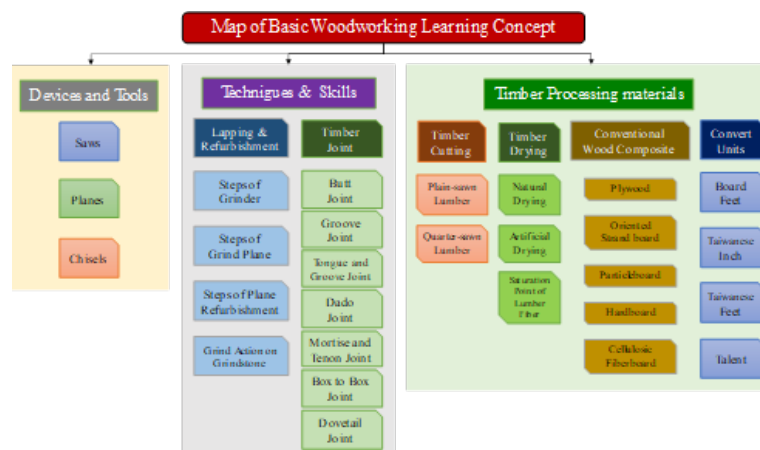 Map of Basic Woodworking Learning Concept
Devices and Tools
Saws
Planes
Chisels
Techniques & Skills
Lapping &
Refurbishment
Steps of
Grinder
Steps of
Grind Plane
Steps of Plane
Refurbishment
Grind Action on
Grindstone
Timber
Joint
Butt
Joint
Groove
Joint
Tongue and
Groove Joint
Dado
Joint
Mortise and
Tenon Joint
Box to Box
Joint
Dovetail
Joint
Timber Processing materials
Timber
Cutting
Plain-sawn
Lumber
Quarter-sawn
Lumber
Timber
Drying
Natural
Drying
Artificial
Drying
Saturation
Point of
Lumber
Fiber
Conventional
Wood Composite
Plywood
Oriented
Strand board
Particleboard
Hardboard
Cellulosic
Fiberboard
Convert
Units
Board
Feet
Taiwanese
Inch
Taiwanese
Feet
Talent